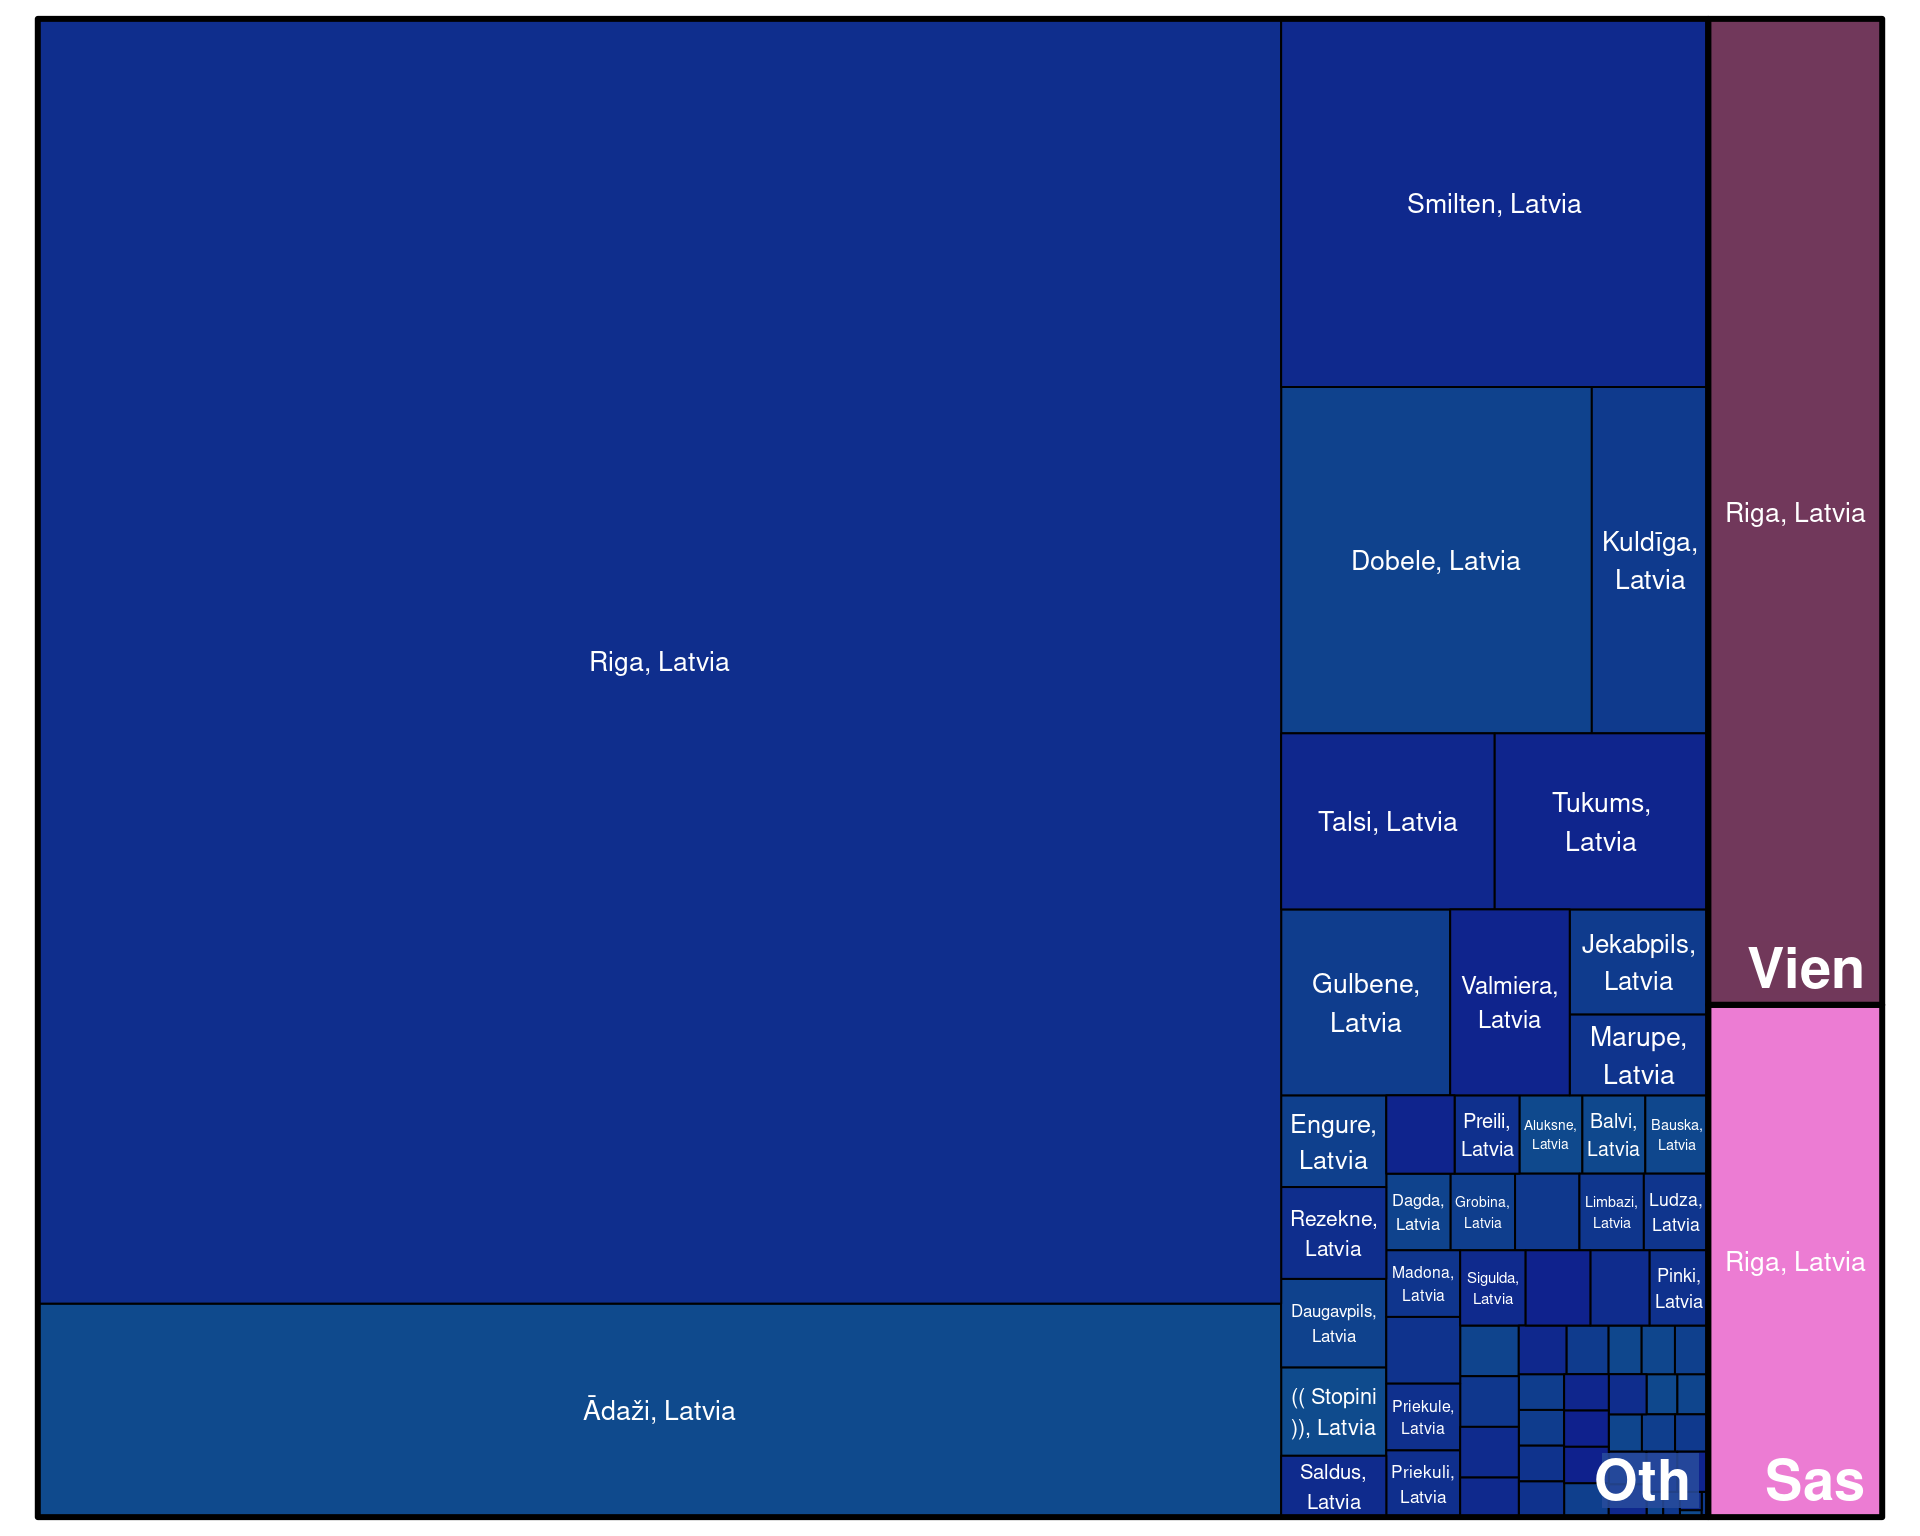 Riga, Latvia
Ādaži, Latvia
Smilten, Latvia
Dobele, Latvia
Kuldīga,
Latvia
Talsi, Latvia
Tukums,
Latvia
Gulbene,
Latvia
Valmiera,
Latvia
Jekabpils,
Latvia
Marupe,
Latvia
Engure,
Latvia
Preili,
Latvia
Aluksne,
Latvia
Balvi,
Latvia
Bauska,
Latvia
Rezekne,
Latvia
Dagda,
Latvia
Grobina,
Latvia
Limbazi,
Latvia
Ludza,
Latvia
Daugavpils,
Latvia
Madona,
Latvia
Sigulda,
Latvia
Pinki,
Latvia
(( Stopini
)), Latvia
Priekule,
Latvia
Saldus,
Latvia
Priekuli,
Latvia
Oth
Riga, Latvia
Vien
Riga, Latvia
Sas